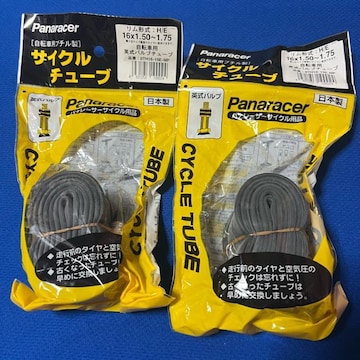 Panaracer
【自転車用ブチル製】
サイクル
チューブ
リム形式：H/E
16x1.50~1.75
自転車用
英式バルブチューブ
英式バルブ
Panaracer
パナレーサーサイクル用品
日本製
CYCLE TUBE
走行前のタイヤと空気
チェックは忘れずに！
古くなったチューブ
早めに交換しまし
Panaracer
【自転車用ブチル製】
サイクル
チューブ
リム形式：H/E
16x1.50~1.75
自転車用
英式バルブチューブ
英式バルブ
Panaracer
パナレーサーサイクル用品
日本製
CYCLE TUBE
走行前のタイヤと空気圧の
チェックは忘れずに！
古くなったチューブは
早めに交換しましょう。